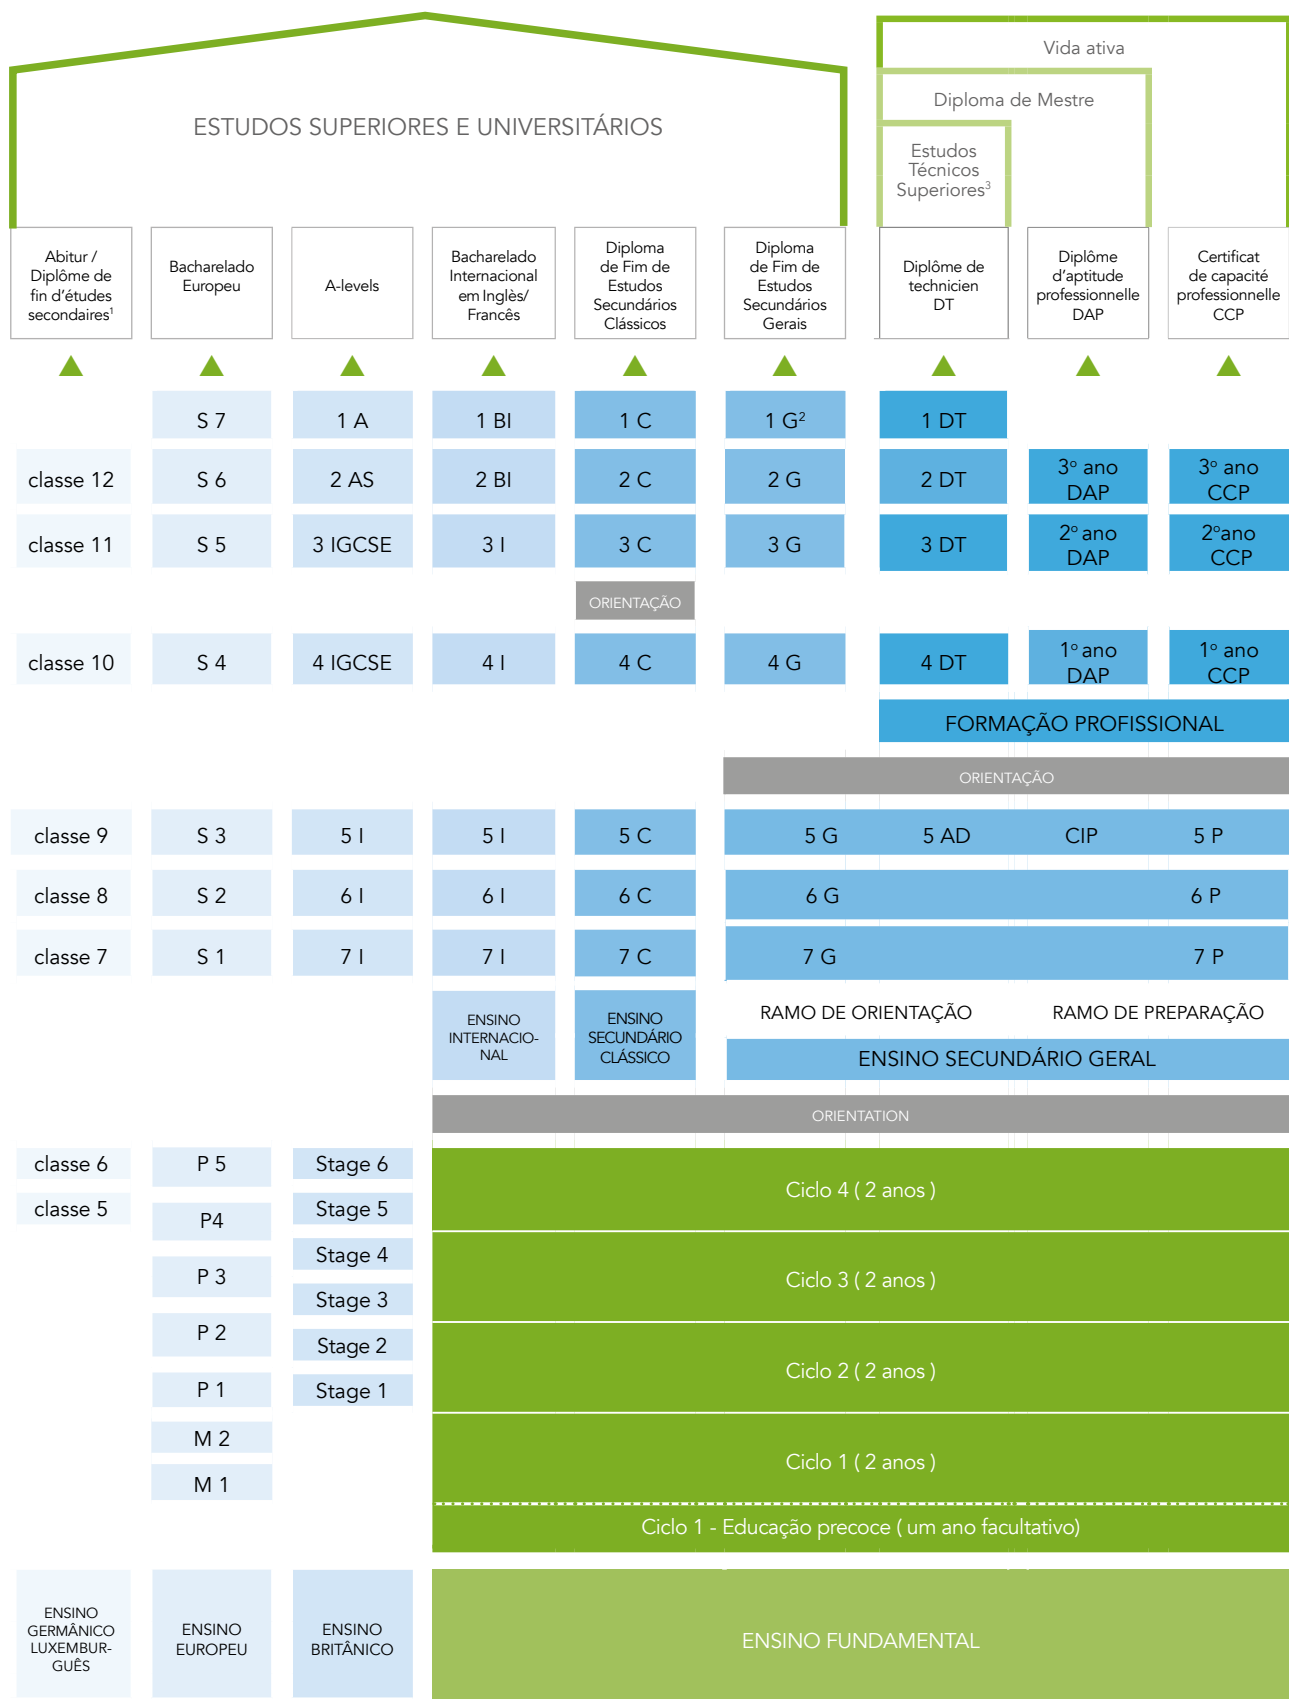 Vida ativa
Diploma de Mestre
ESTUDOS SUPERIORES E UNIVERSITÁRIOS
Estudos
Técnicos
Superiores³
Abitur /
Diplôme de
fin d'études
secondaires¹
Bacharelado
Europeu
A-levels
Bacharelado
Internacional
em Inglès/
Francês
Diploma
de Fim de
Estudos
Secundários
Clássicos
Diploma
de Fim de
Estudos
Secundários
Gerais
Diplôme de
technicien
DT
Diplôme
d'aptitude
professionnelle
DAP
Certificat
de capacité
professionnelle
CCP
S 7
1 A
1 BI
1 C
1 G²
1 DT
classe 12
S 6
2 AS
2 BI
2 C
2 G
2 DT
3º ano
DAP
3º ano
CCP
classe 11
S 5
3 IGCSE
3 I
3 C
3 G
3 DT
2º ano
DAP
2ºano
CCP
ORIENTAÇÃO
classe 10
S 4
4 IGCSE
4 I
4 C
4 G
4 DT
1º ano
DAP
1º ano
CCP
FORMAÇÃO PROFISSIONAL
ORIENTAÇÃO
classe 9
S 3
5 I
5 I
5 C
5 G
5 AD
CIP
5 P
classe 8
S 2
6 I
6 I
6 C
6 G
6 P
classe 7
S 1
7 I
7 I
7 C
7 G
7 P
ENSINO
INTERNACIO-
NAL
ENSINO
SECUNDÁRIO
CLÁSSICO
RAMO DE ORIENTAÇÃO
RAMO DE PREPARAÇÃO
ENSINO SECUNDÁRIO GERAL
ORIENTATION
classe 6
P 5
Stage 6
Ciclo 4 ( 2 anos )
classe 5
P4
Stage 5
Stage 4
P 3
Ciclo 3 ( 2 anos )
Stage 3
P 2
Stage 2
Ciclo 2 ( 2 anos )
P 1
Stage 1
M 2
Ciclo 1 ( 2 anos )
M 1
Ciclo 1 - Educação precoce ( um ano facultativo)
ENSINO
GERMÂNICO
LUXEMBUR-
GUÊS
ENSINO
EUROPEU
ENSINO
BRITÂNICO
ENSINO FUNDAMENTAL